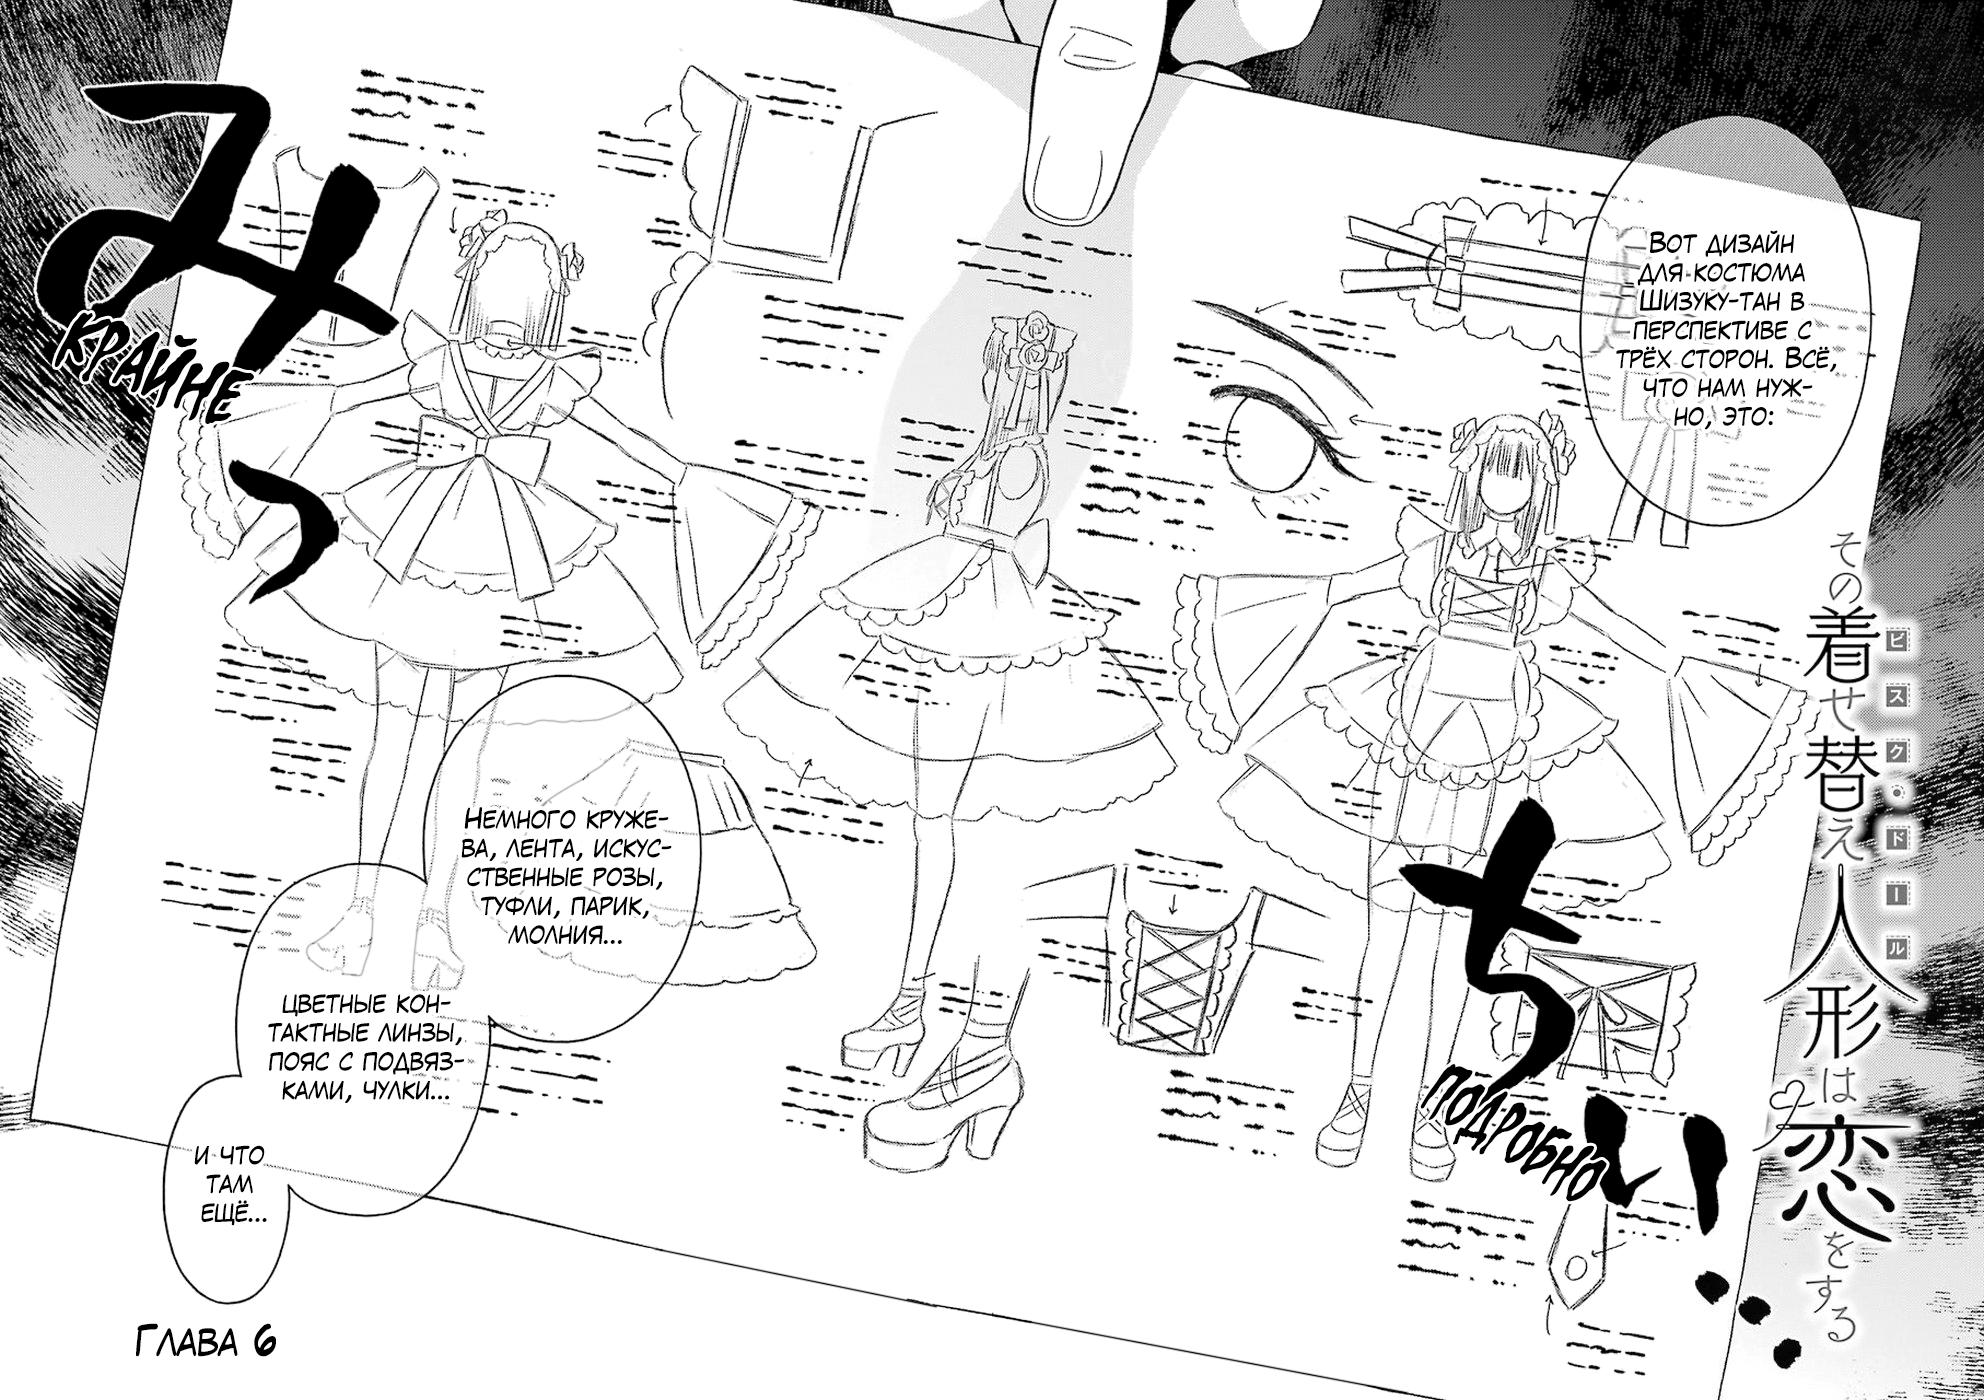 Вот дизайн
для костюма
Шизуку-тан в
перспективе с
трёх сторон. Всё,
что нам нуж-
но, это:
その着せ替え人形は恋をする
ビスク・ドール
みっちり
крайне
подробно
Немного круже-
ва, лента, искус-
ственные розы,
туфли, парик,
молния...
цветные кон-
тактные линзы,
пояс с подвяз-
ками, чулки...
и что
там
ещё...
Глава 6